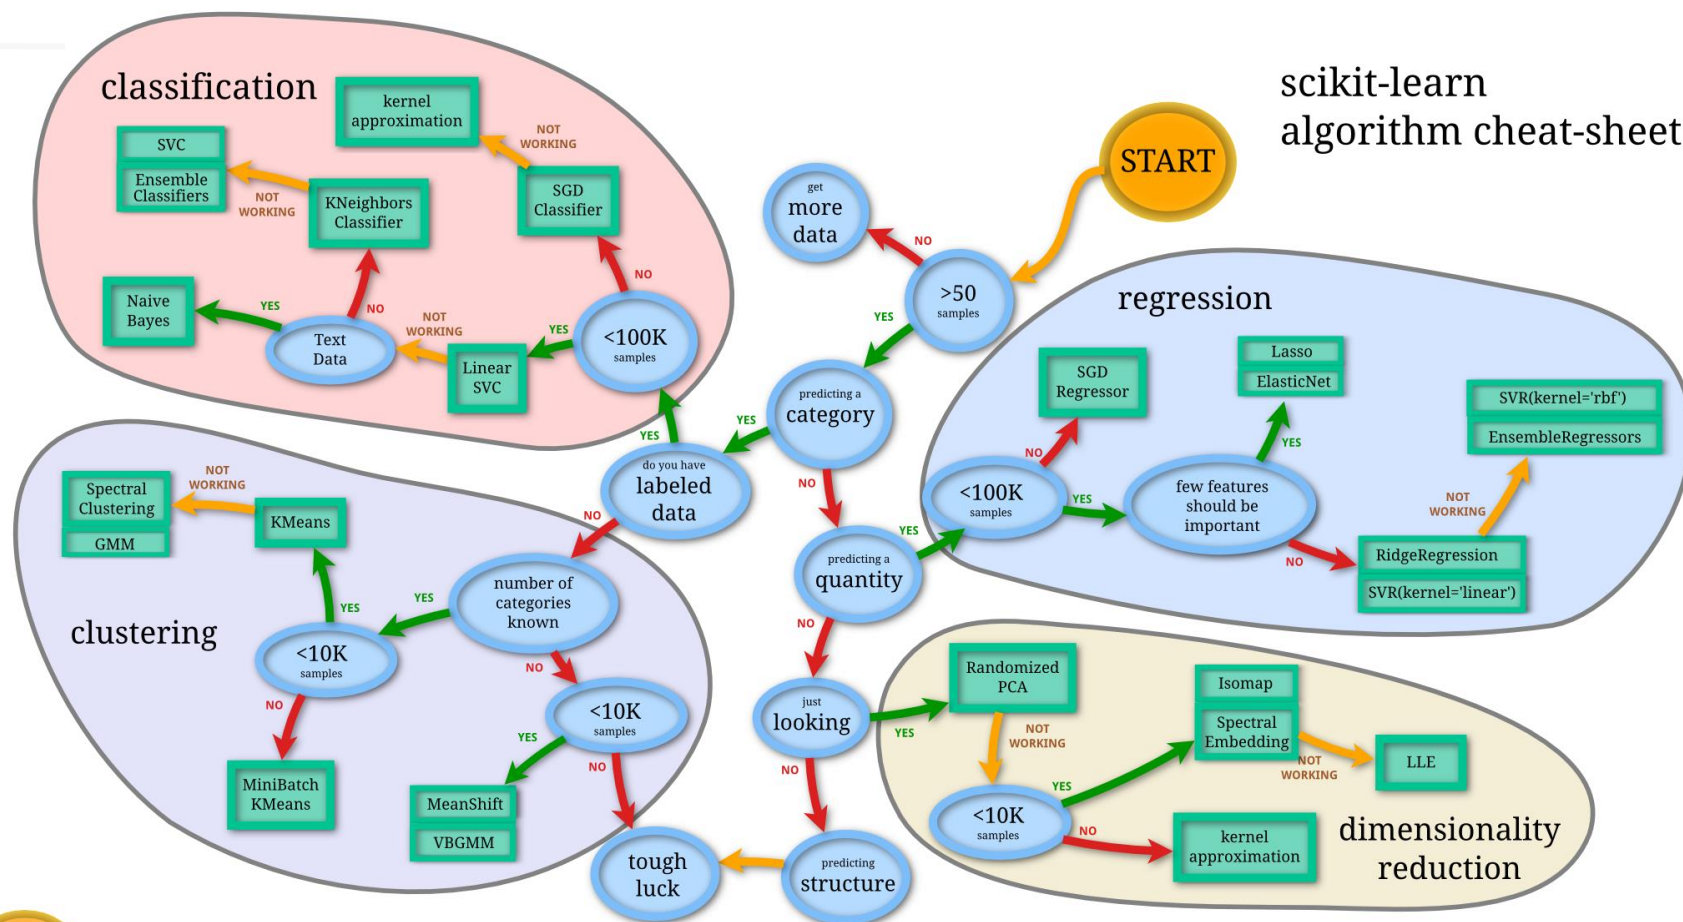 scikit-learn
algorithm cheat-sheet
START
classification
kernel
approximation
NOT
WORKING
SVC
Ensemble
Classifiers
NOT
WORKING
KNeighbors
Classifier
SGD
Classifier
NO
Naive
Bayes
YES
NO
Text
Data
NOT
WORKING
Linear
SVC
YES
<100K
samples
YES
get
more
data
NO
>50
samples
YES
predicting a
category
YES
NO
do you have
labeled
data
NO
predicting a
quantity
YES
NO
just
looking
YES
NO
predicting
structure
tough
luck
regression
SGD
Regressor
NO
<100K
samples
YES
Lasso
ElasticNet
YES
few features
should be
important
NO
SVR(kernel='rbf')
EnsembleRegressors
NOT
WORKING
RidgeRegression
SVR(kernel='linear')
clustering
Spectral
Clustering
GMM
NOT
WORKING
KMeans
YES
<10K
samples
NO
MiniBatch
KMeans
YES
number of
categories
known
NO
<10K
samples
YES
NO
MeanShift
VBGMM
dimensionality
reduction
Randomized
PCA
NOT
WORKING
<10K
samples
YES
NO
Isomap
Spectral
Embedding
NOT
WORKING
LLE
kernel
approximation